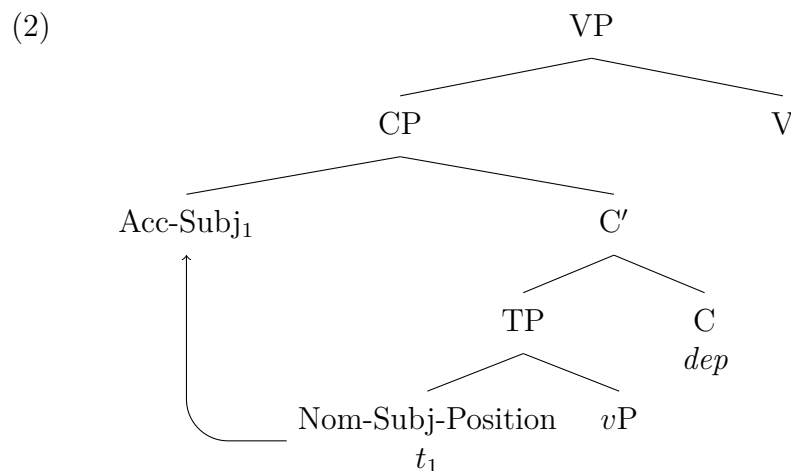 (2) VP
CP V
Acc-Subj₁ C′
TP C
dep
Nom-Subj-Position vP
t₁